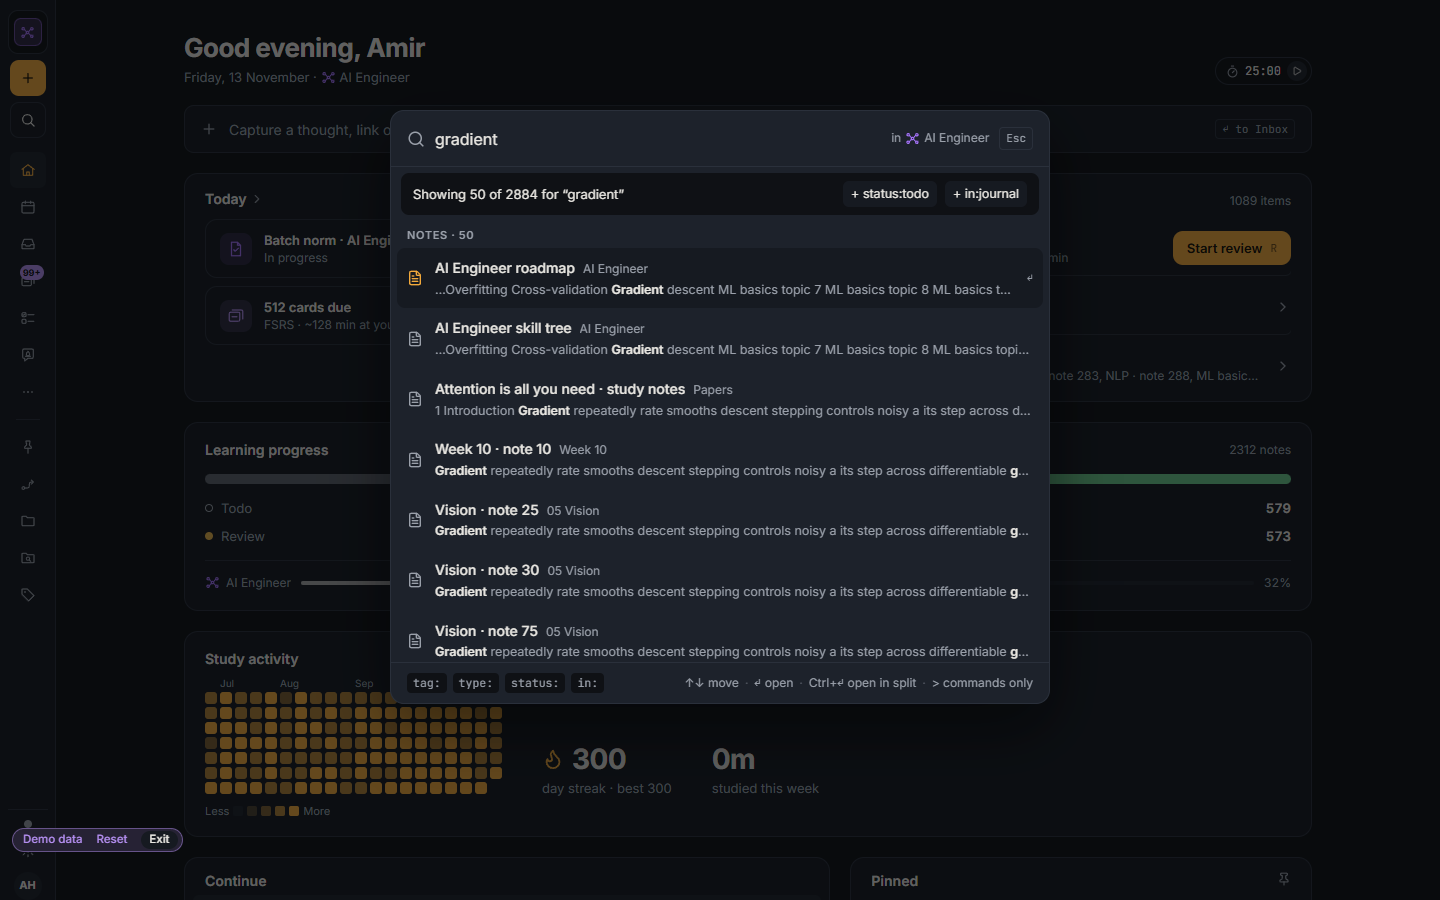 Good evening, Amir
Friday, 13 November · AI Engineer
25:00
Capture a thought, link o
↵ to Inbox
gradient
in AI Engineer Esc
Showing 50 of 2884 for “gradient”
+ status:todo + in:journal
NOTES · 50
AI Engineer roadmap AI Engineer
...Overfitting Cross-validation Gradient descent ML basics topic 7 ML basics topic 8 ML basics t...
↵
AI Engineer skill tree AI Engineer
...Overfitting Cross-validation Gradient descent ML basics topic 7 ML basics topic 8 ML basics topi...
Attention is all you need · study notes Papers
1 Introduction Gradient repeatedly rate smooths descent stepping controls noisy a its step across d...
Week 10 · note 10 Week 10
Gradient repeatedly rate smooths descent stepping controls noisy a its step across differentiable g...
Vision · note 25 05 Vision
Gradient repeatedly rate smooths descent stepping controls noisy a its step across differentiable g...
Vision · note 30 05 Vision
Gradient repeatedly rate smooths descent stepping controls noisy a its step across differentiable g...
Vision · note 75 05 Vision
Gradient repeatedly rate smooths descent stepping controls noisy a its step across differentiable g...
tag: type: status: in:
↑↓ move · ↵ open · Ctrl+↵ open in split · > commands only
Today
Batch norm · AI Engi
In progress
512 cards due
FSRS · ~128 min at you
1089 items
min
Start review R
note 283, NLP · note 288, ML basic...
99+
Learning progress
2312 notes
Todo
579
Review
573
AI Engineer
32%
Study activity
Jul Aug Sep
Less More
300
day streak · best 300
0m
studied this week
Demo data Reset Exit
AH
Continue
Pinned